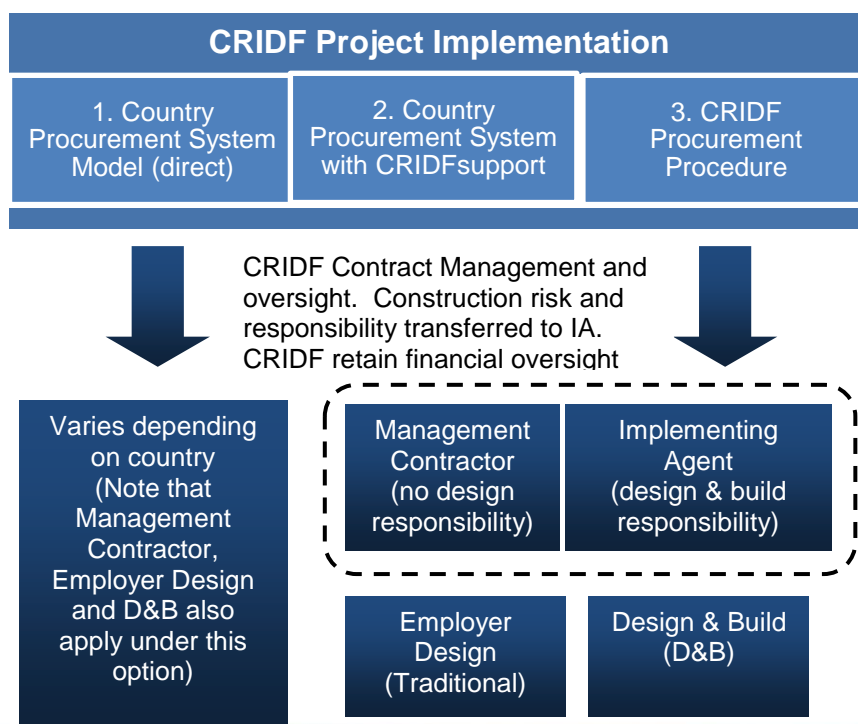 CRIDF Project Implementation
1. Country
Procurement System
Model (direct)
2. Country
Procurement System
with CRIDFsupport
3. CRIDF
Procurement
Procedure
CRIDF Contract Management and
oversight.  Construction risk and
responsibility transferred to IA.
CRIDF retain financial oversight
Varies depending
on country
(Note that
Management
Contractor,
Employer Design
and D&B also
apply under this
option)
Management
Contractor
(no design
responsibility)
Implementing
Agent
(design & build
responsibility)
Employer
Design
(Traditional)
Design & Build
(D&B)